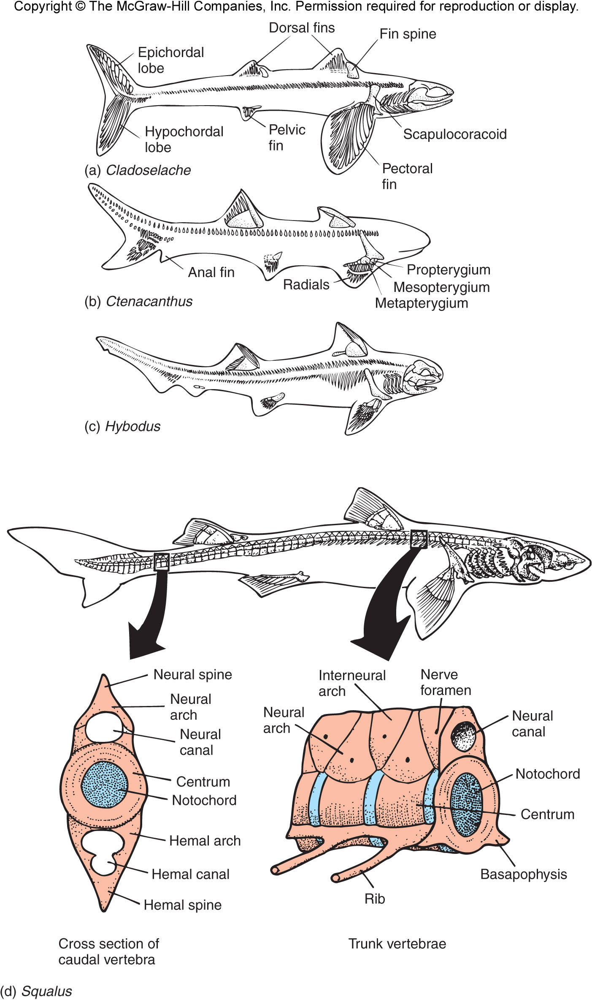 Copyright © The McGraw-Hill Companies, Inc. Permission required for reproduction or display.
Dorsal fins
Fin spine
Epichordal
lobe
Hypochordal
lobe
Pelvic
fin
Scapulocoracoid
Pectoral
fin
(a) Cladoselache
Anal fin
Radials
Propterygium
Mesopterygium
Metapterygium
(b) Ctenacanthus
(c) Hybodus
Neural spine
Neural
arch
Neural
canal
Centrum
Notochord
Hemal arch
Hemal canal
Hemal spine
Cross section of
caudal vertebra
Interneural
arch
Nerve
foramen
Neural
arch
Neural
canal
Notochord
Centrum
Basapophysis
Rib
Trunk vertebrae
(d) Squalus